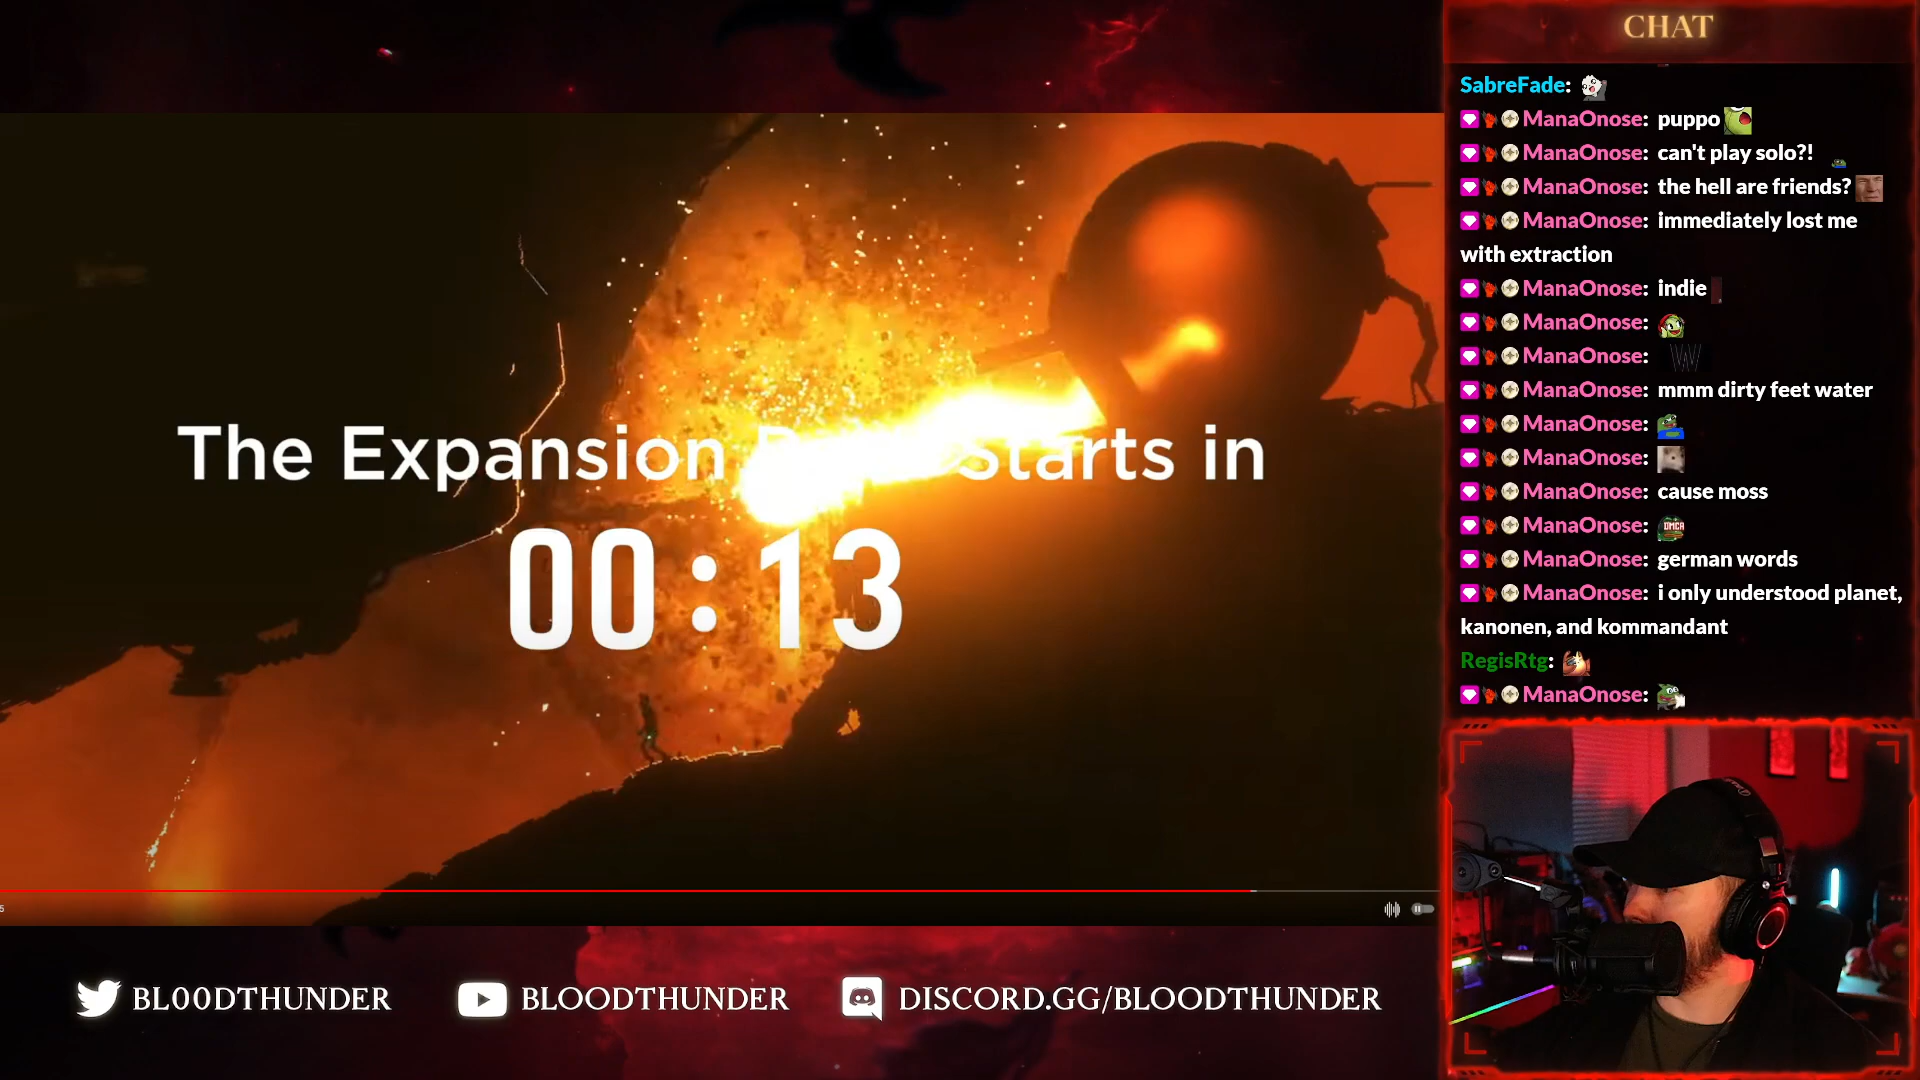 CHAT
SabreFade:
ManaOnose: puppo
ManaOnose: can't play solo?!
ManaOnose: the hell are friends?
ManaOnose: immediately lost me
with extraction
ManaOnose: indie
ManaOnose:
ManaOnose:
ManaOnose: mmm dirty feet water
ManaOnose:
ManaOnose:
ManaOnose: cause moss
ManaOnose:
ManaOnose: german words
ManaOnose: i only understood planet,
kanonen, and kommandant
RegisRtg:
ManaOnose:
The Expansion Starts in
00:13
BL00DTHUNDER
BLOODTHUNDER
DISCORD.GG/BLOODTHUNDER